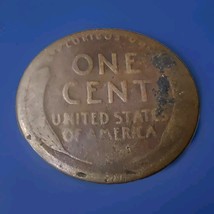 ONE
CENT
UNITED STATES
OF AMERICA